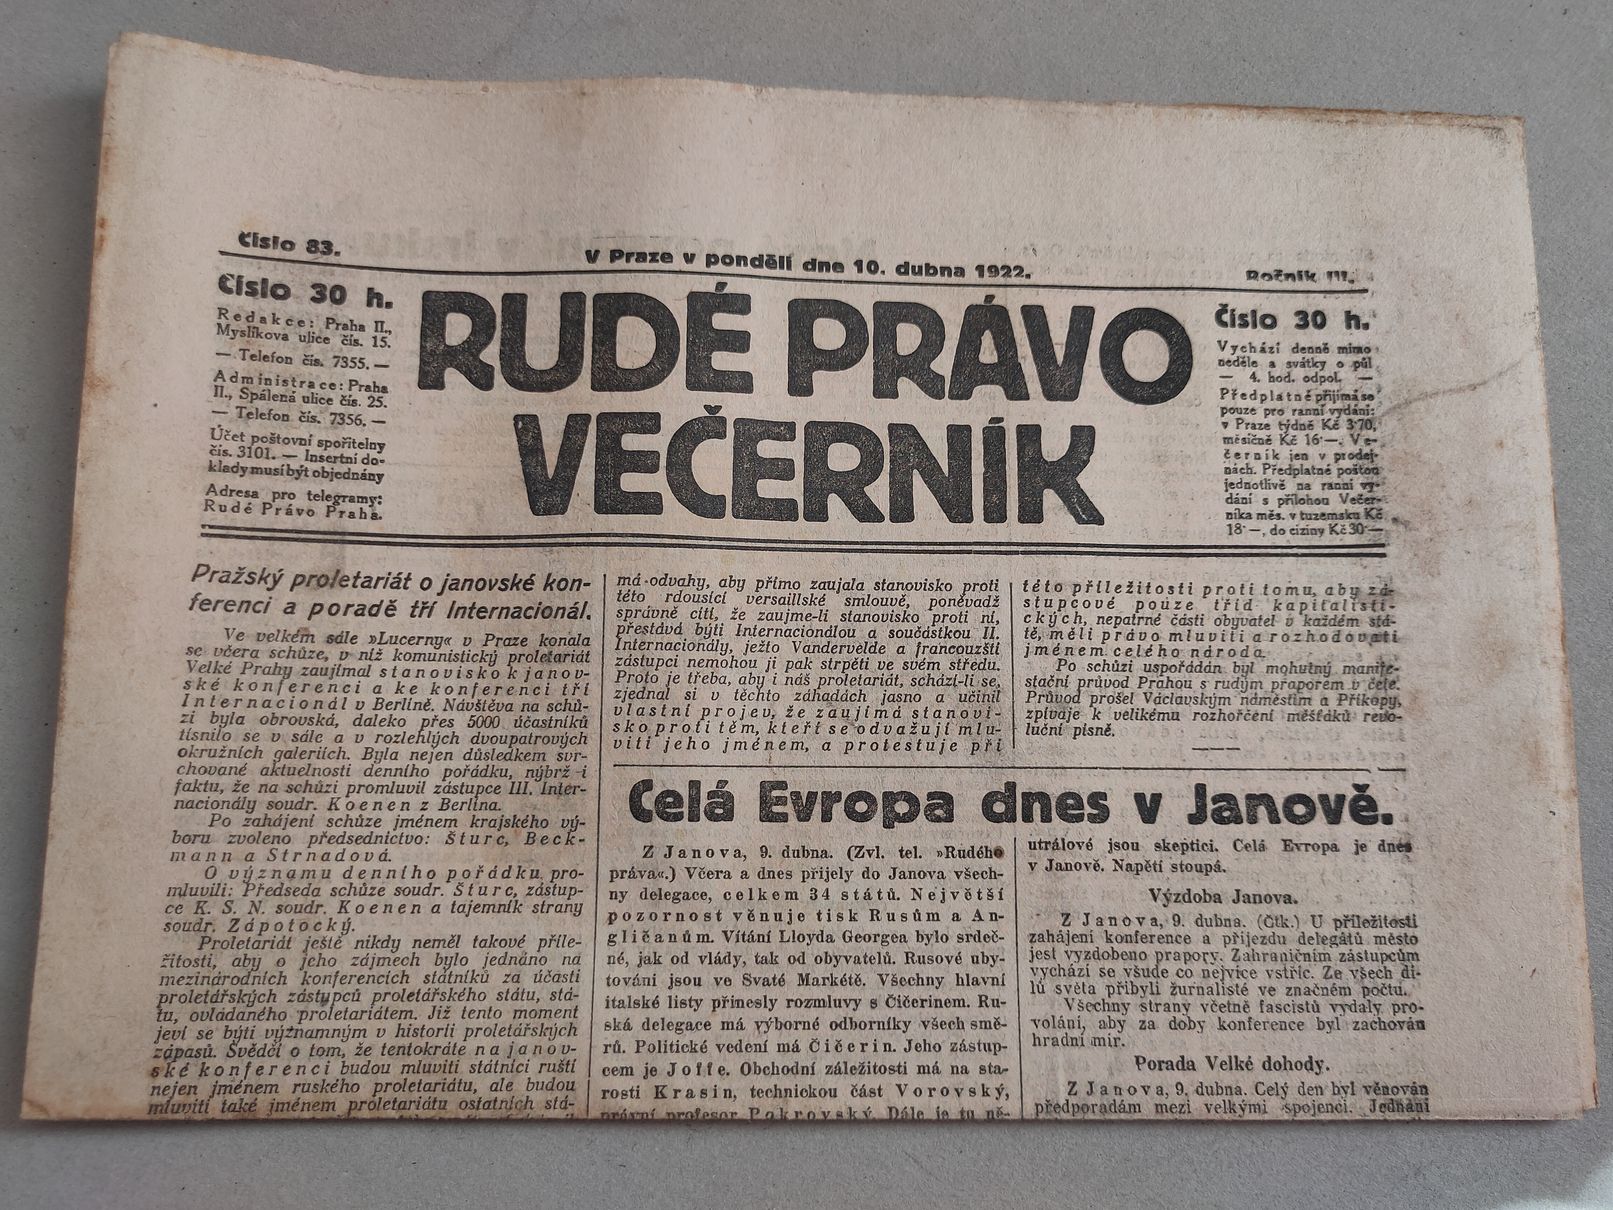 Číslo 83.
V Praze v pondělí dne 10. dubna 1922.
Ročník III.
Číslo 30 h.
Redakce: Praha II.,
Myslíkova ulice čís. 15.
— Telefon čís. 7355. —
Administrace: Praha
II., Spálená ulice čís. 25.
— Telefon čís. 7356. —
Účet poštovní spořitelny
čís. 3101. — Insertní do-
klady musí být objednány
Adresa pro telegramy:
Rudé Právo Praha.
RUDÉ PRÁVO
VEČERNÍK
Číslo 30 h.
Vychází denně mimo
neděle a svátky o půl
— 4. hod. odpol. —
Předplatné přijímá se
pouze pro ranní vydání:
v Praze týdně Kč 3·70,
měsíčně Kč 16·—. Ve-
černík jen v prodej-
nách. Předplatné poštou
jednotlivě na ranní vy-
dání s přílohou Večer-
níka měs. v tuzemsku Kč
18·—, do ciziny Kč 30·—
Pražský proletariát o janovské kon-
ferenci a poradě tří Internacionál.
Ve velkém sále »Lucerny« v Praze konala
se včera schůze, v níž komunistický proletariát
Velké Prahy zaujímal stanovisko k janov-
ské konferenci a ke konferenci tří
Internacionál v Berlíně. Návštěva na schů-
zi byla obrovská, daleko přes 5000 účastníků
tísnilo se v sále a v rozlehlých dvoupatrových
okružních galeriích. Byla nejen důsledkem svr-
chované aktuelnosti denního pořádku, nýbrž i
faktu, že na schůzi promluvil zástupce III. Inter-
nacionály soudr. Koenen z Berlína.
Po zahájení schůze jménem krajského vý-
boru zvoleno předsednictvo: Šturc, Beck-
mann a Strnadová.
O významu denního pořádku pro-
mluvili: Předseda schůze soudr. Šturc, zástup-
ce K. S. N. soudr. Koenen a tajemník strany
soudr. Zápotocký.
Proletariát ještě nikdy neměl takové příle-
žitosti, aby o jeho zájmech bylo jednáno na
mezinárodních konferencích státníků za účasti
proletářských zástupců proletářského státu, stá-
tu, ovládaného proletariátem. Již tento moment
jeví se býti významným v historii proletářských
zápasů. Svědčí o tom, že tentokráte na janov-
ské konferenci budou mluviti státníci ruští
nejen jménem ruského proletariátu, ale budou
mluviti také jménem proletariátu ostatních stá-
má odvahy, aby přímo zaujala stanovisko proti
této rdousící versaillské smlouvě, poněvadž
správně cítí, že zaujme-li stanovisko proti ní,
přestává býti Internacionálou a součástkou II.
Internacionály, ježto Vandervelde a francouzští
zástupci nemohou ji pak strpěti ve svém středu.
Proto je třeba, aby i náš proletariát, schází-li se,
zjednal si v těchto záhadách jasno a učinil
vlastní projev, že zaujímá stanovi-
sko proti těm, kteří se odvažují mlu-
viti jeho jménem, a protestuje při
této příležitosti proti tomu, aby zá-
stupcové pouze tříd kapitalisti-
ckých, nepatrné části obyvatel v každém stá-
tě, měli právo mluviti a rozhodovati
jménem celého národa.
Po schůzi uspořádán byl mohutný manife-
stační průvod Prahou s rudým praporem v čele.
Průvod prošel Václavským náměstím a Příkopy,
zpívaje k velikému rozhořčení měšťáků revo-
luční písně.
Celá Evropa dnes v Janově.
Z Janova, 9. dubna. (Zvl. tel. »Rudého
práva«.) Včera a dnes přijely do Janova všech-
ny delegace, celkem 34 států. Největší
pozornost věnuje tisk Rusům a An-
gličanům. Vítání Lloyda Georgea bylo srdeč-
né, jak od vlády, tak od obyvatelů. Rusové uby-
továni jsou ve Svaté Markétě. Všechny hlavní
italské listy přinesly rozmluvy s Čičerinem. Ru-
ská delegace má výborné odborníky všech smě-
rů. Politické vedení má Čičerin. Jeho zástup-
cem je Joffe. Obchodní záležitosti má na sta-
rosti Krasin, technickou část Vorovský,
právní profesor Pokrovský. Dále je tu ně-
utrálové jsou skeptici. Celá Evropa je dnes
v Janově. Napětí stoupá.
Výzdoba Janova.
Z Janova, 9. dubna. (Čtk.) U příležitosti
zahájení konference a příjezdu delegátů město
jest vyzdobeno prapory. Zahraničním zástupcům
vychází se všude co nejvíce vstříc. Ze všech dí-
lů světa přibyli žurnalisté ve značném počtu.
Všechny strany včetně fascistů vydaly pro-
volání, aby za doby konference byl zachován
hradní mír.
Porada Velké dohody.
Z Janova, 9. dubna. Celý den byl věnován
předporadám mezi velkými spojenci. Jednání